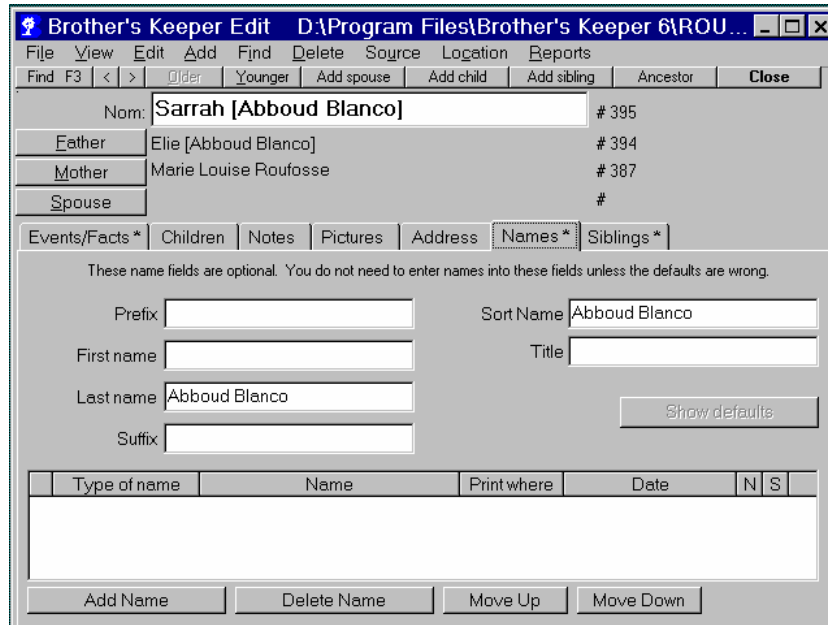 Brother's Keeper Edit D:\Program Files\Brother's Keeper 6\ROU...
File View Edit Add Find Delete Source Location Reports
Find F3 < > Older Younger Add spouse Add child Add sibling Ancestor Close
Nom: Sarrah [Abboud Blanco] # 395
Father Elie [Abboud Blanco] # 394
Mother Marie Louise Roufosse # 387
Spouse #
Events/Facts * Children Notes Pictures Address Names * Siblings *
These name fields are optional. You do not need to enter names into these fields unless the defaults are wrong.
Prefix Sort Name Abboud Blanco
First name Title
Last name Abboud Blanco
Show defaults
Suffix
Type of name Name Print where Date N S
Add Name Delete Name Move Up Move Down